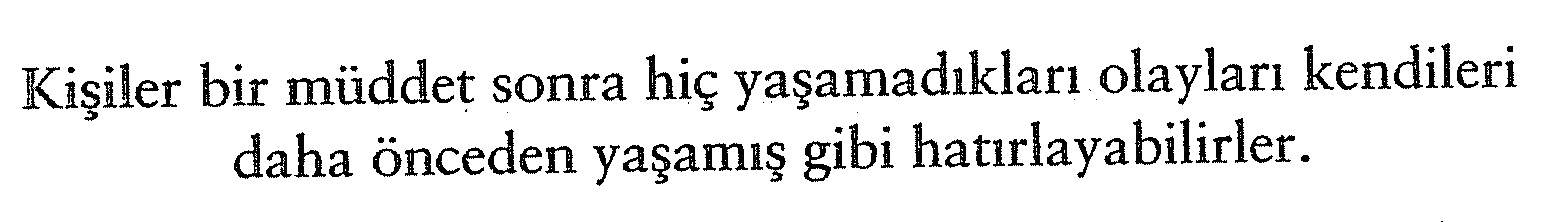 Kişiler bir müddet sonra hiç yaşamadıkları olayları kendileri
daha önceden yaşamış gibi hatırlayabilirler.